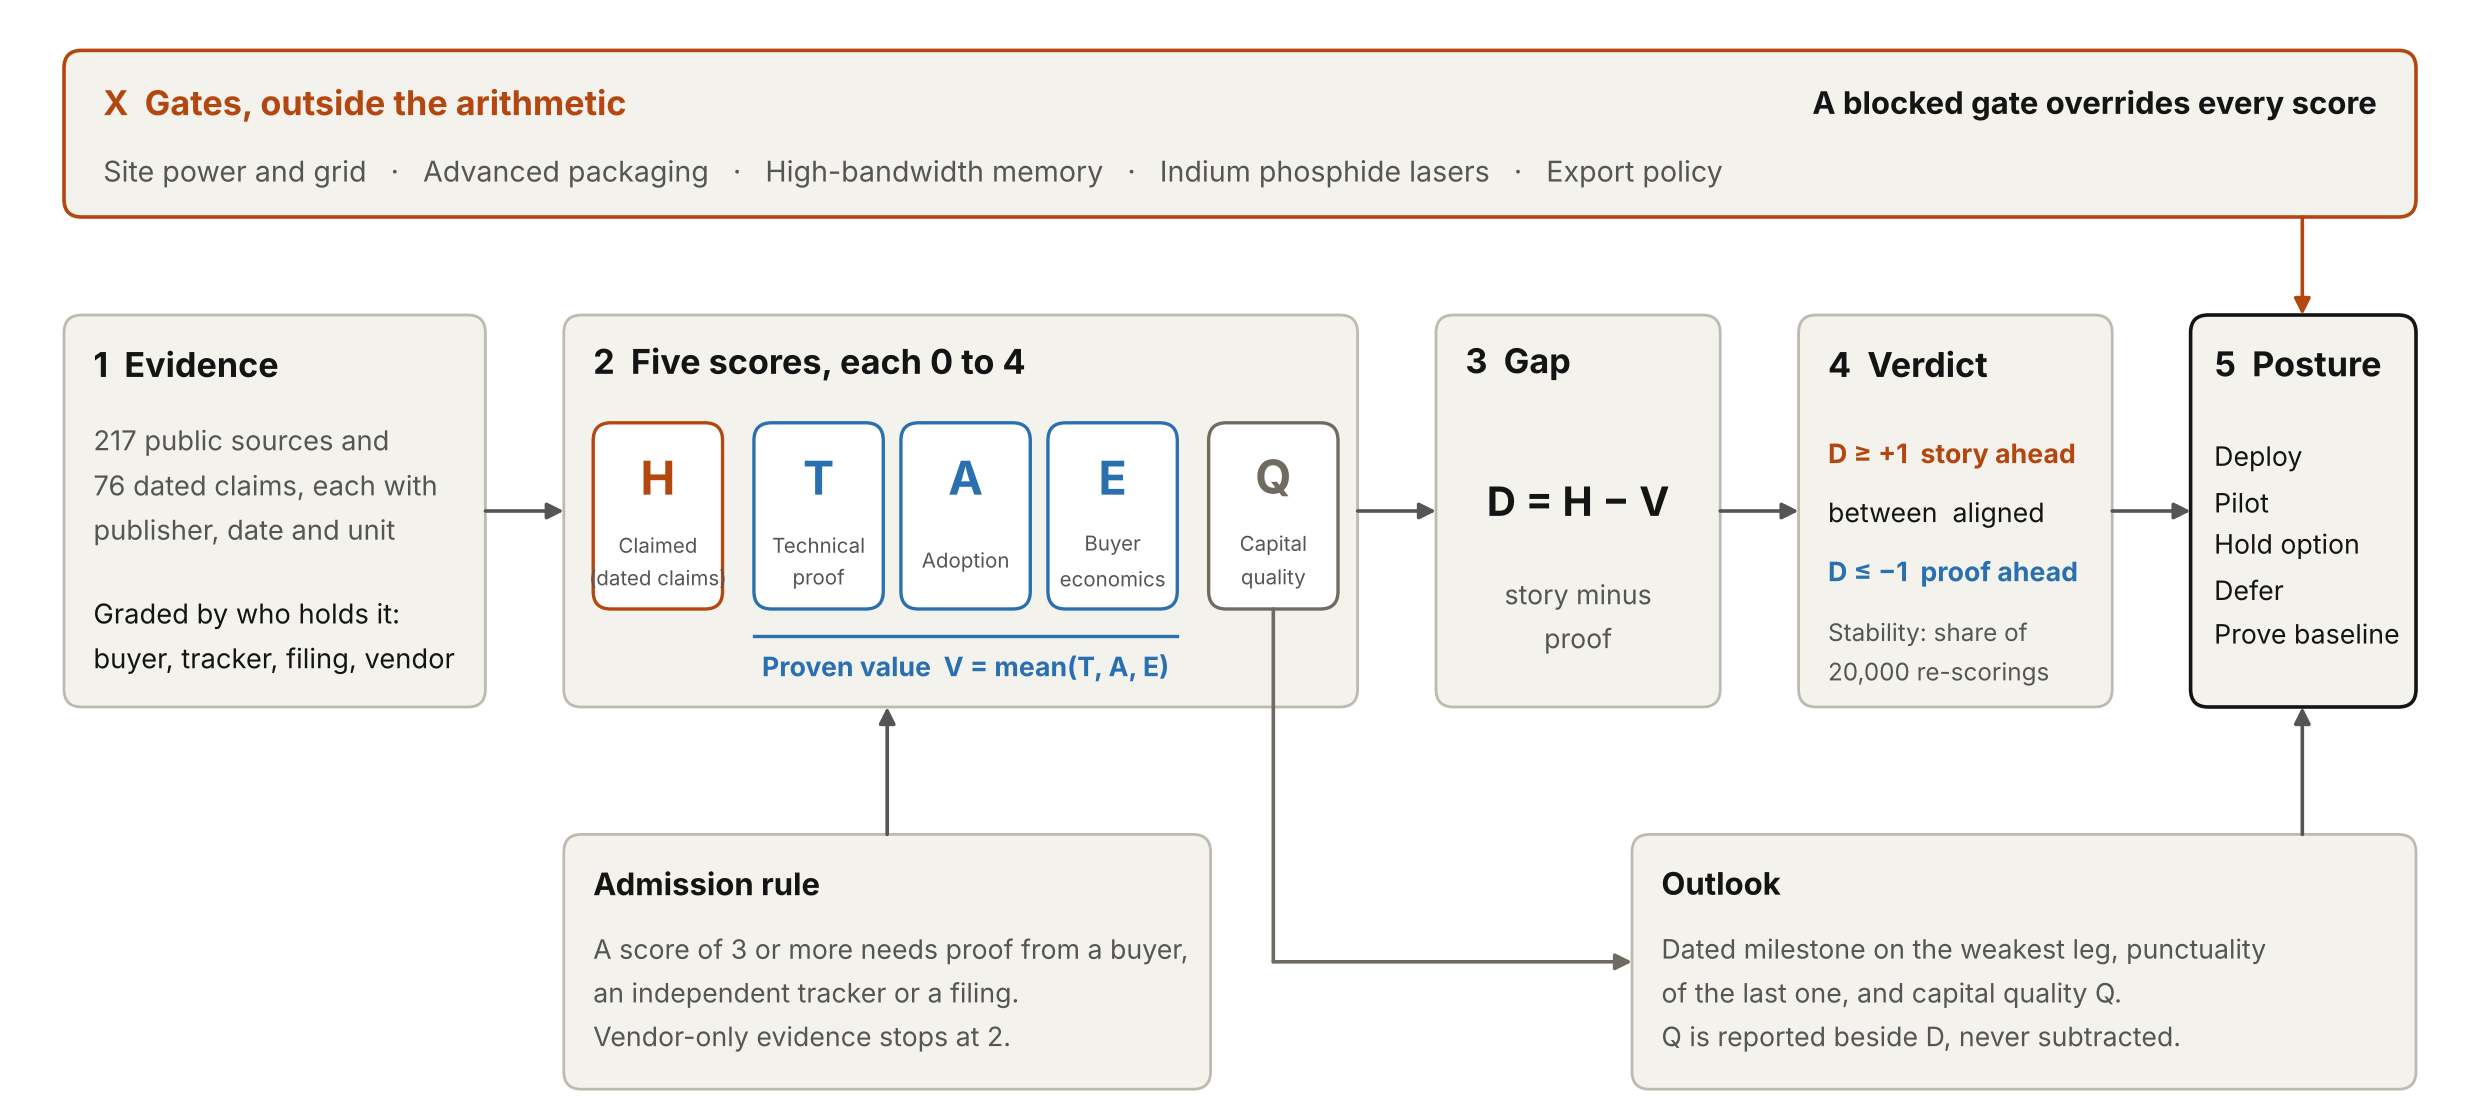 X Gates, outside the arithmetic
A blocked gate overrides every score
Site power and grid · Advanced packaging · High-bandwidth memory · Indium phosphide lasers · Export policy
1 Evidence
217 public sources and
76 dated claims, each with
publisher, date and unit
Graded by who holds it:
buyer, tracker, filing, vendor
2 Five scores, each 0 to 4
H
Claimed
(dated claims)
T
Technical
proof
A
Adoption
E
Buyer
economics
Q
Capital
quality
Proven value V = mean(T, A, E)
3 Gap
D = H − V
story minus
proof
4 Verdict
D ≥ +1 story ahead
between aligned
D ≤ −1 proof ahead
Stability: share of
20,000 re-scorings
5 Posture
Deploy
Pilot
Hold option
Defer
Prove baseline
Admission rule
A score of 3 or more needs proof from a buyer,
an independent tracker or a filing.
Vendor-only evidence stops at 2.
Outlook
Dated milestone on the weakest leg, punctuality
of the last one, and capital quality Q.
Q is reported beside D, never subtracted.